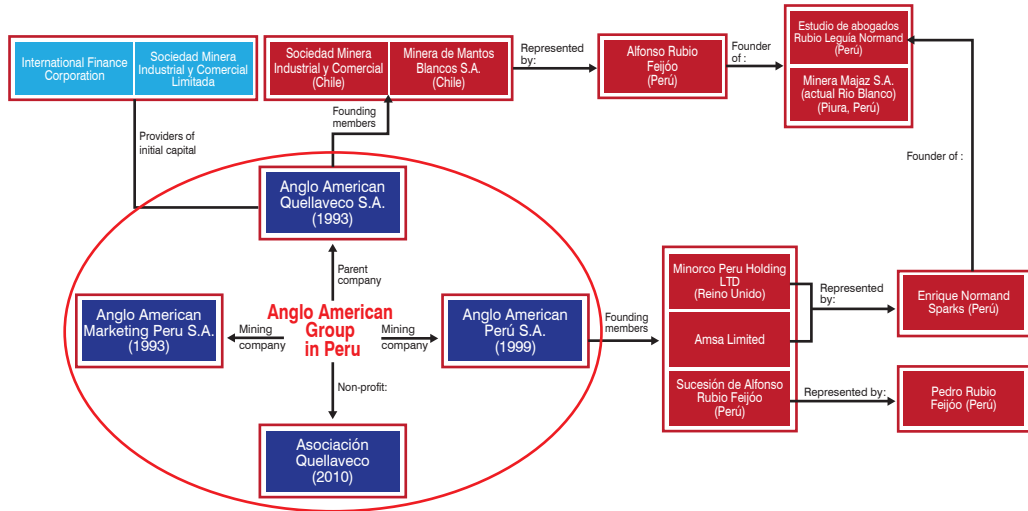 International Finance
Corporation
Sociedad Minera
Industrial y Comercial
Limitada
Sociedad Minera
Industrial y Comercial
(Chile)
Minera de Mantos
Blancos S.A.
(Chile)
Represented
by:
Alfonso Rubio
Feijóo
(Perú)
Founder
of :
Estudio de abogados
Rubio Leguía Normand
(Perú)
Minera Majaz S.A.
(actual Rio Blanco)
(Piura, Perú)
Providers of
initial capital
Founding
members
Founder of :
Anglo American
Quellaveco S.A.
(1993)
Parent
company
Anglo American
Marketing Peru S.A.
(1993)
Mining
company
Anglo American
Group
in Peru
Mining
company
Anglo American
Perú S.A.
(1999)
Founding
members
Non-profit:
Asociación
Quellaveco
(2010)
Minorco Peru Holding
LTD
(Reino Unido)
Amsa Limited
Sucesión de Alfonso
Rubio Feijóo
(Perú)
Represented
by:
Enrique Normand
Sparks (Perú)
Represented by:
Pedro Rubio
Feijóo (Perú)